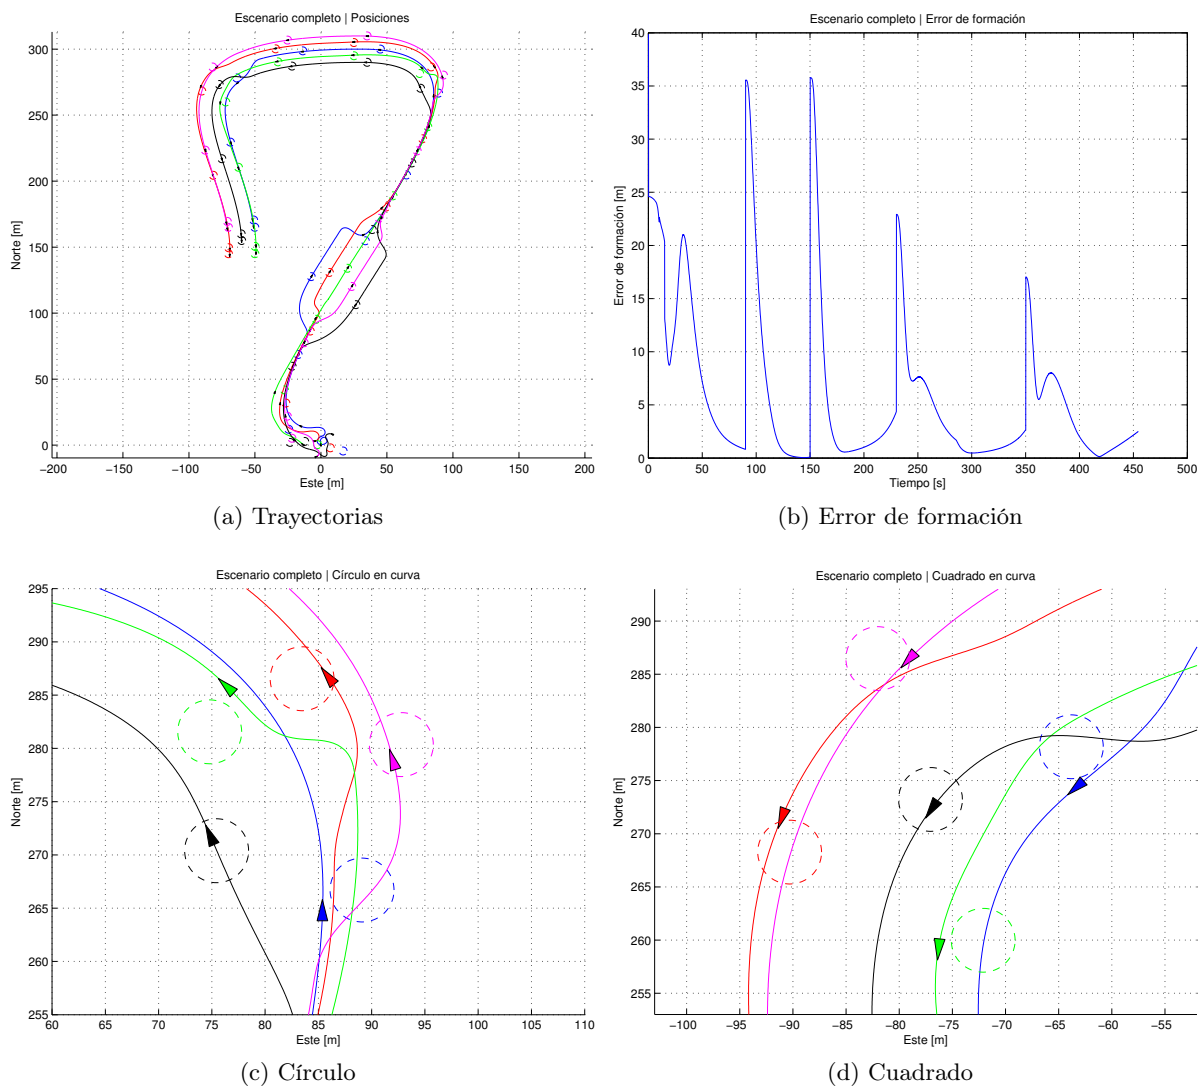 Escenario completo | Posiciones
300
250
200
150
100
50
0
Norte [m]
−200 −150 −100 −50 0 50 100 150 200
Este [m]
(a) Trayectorias
Escenario completo | Error de formación
40
35
30
25
20
15
10
5
0
Error de formación [m]
0 50 100 150 200 250 300 350 400 450 500
Tiempo [s]
(b) Error de formación
Escenario completo | Círculo en curva
295
290
285
280
275
270
265
260
255
Norte [m]
60 65 70 75 80 85 90 95 100 105 110
Este [m]
(c) Círculo
Escenario completo | Cuadrado en curva
290
285
280
275
270
265
260
255
Norte [m]
−100 −95 −90 −85 −80 −75 −70 −65 −60 −55
Este [m]
(d) Cuadrado